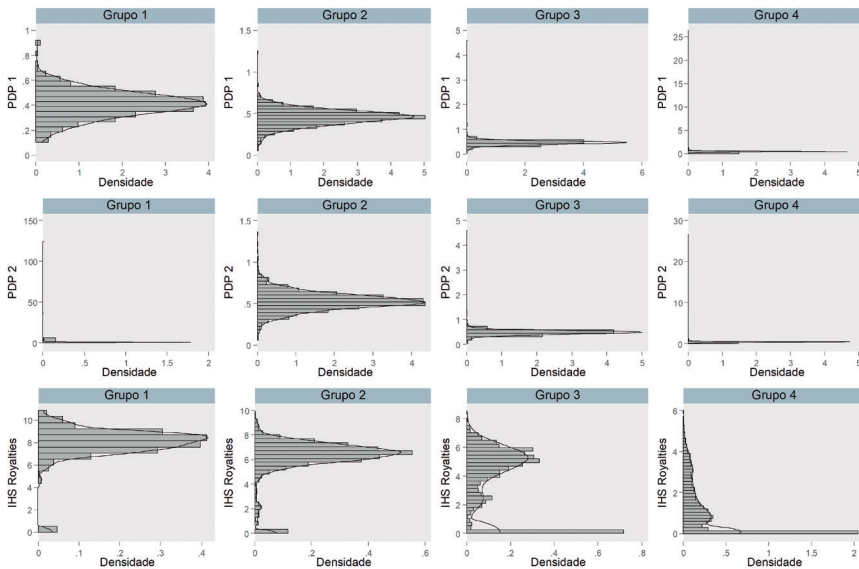 Grupo 1
PDP 1
1
.8
.6
.4
.2
0
0 1 2 3 4
Densidade
Grupo 2
PDP 1
1.5
1
.5
0
0 1 2 3 4 5
Densidade
Grupo 3
PDP 1
5
4
3
2
1
0
0 2 4 6
Densidade
Grupo 4
PDP 1
25
20
15
10
5
0
0 1 2 3 4 5
Densidade
Grupo 1
PDP 2
150
100
50
0
0 .5 1 1.5 2
Densidade
Grupo 2
PDP 2
1.5
1
.5
0
0 1 2 3 4
Densidade
Grupo 3
PDP 2
5
4
3
2
1
0
0 1 2 3 4 5
Densidade
Grupo 4
PDP 2
30
20
10
0
0 1 2 3 4 5
Densidade
Grupo 1
IHS Royalties
10
8
6
4
2
0
0 .1 .2 .3 .4
Densidade
Grupo 2
IHS Royalties
10
8
6
4
2
0
0 .2 .4 .6
Densidade
Grupo 3
IHS Royalties
8
6
4
2
0
0 .2 .4 .6 .8
Densidade
Grupo 4
IHS Royalties
6
4
2
0
0 .5 1 1.5 2
Densidade